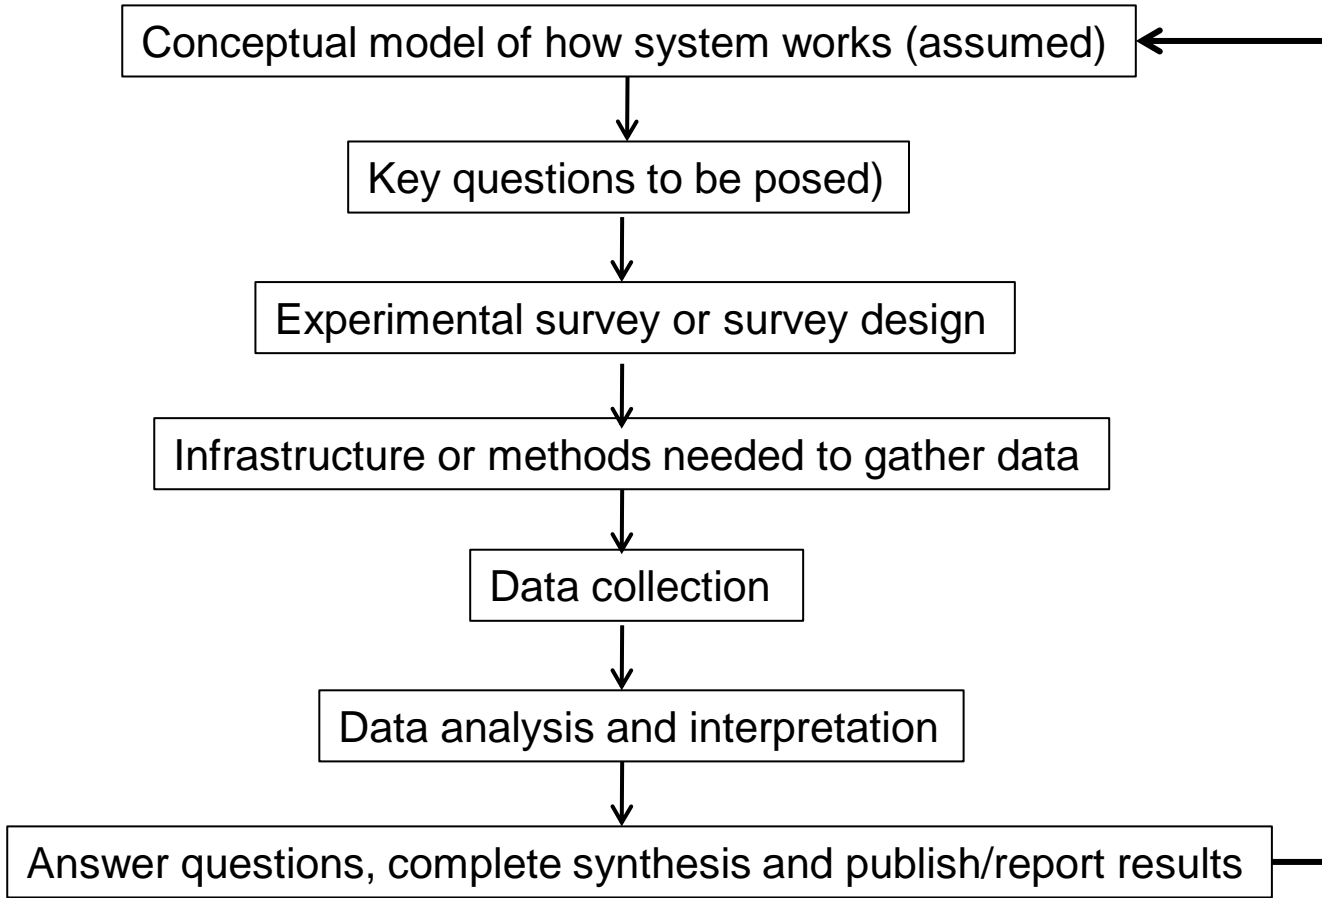 Conceptual model of how system works (assumed)
Key questions to be posed)
Experimental survey or survey design
Infrastructure or methods needed to gather data
Data collection
Data analysis and interpretation
Answer questions, complete synthesis and publish/report results